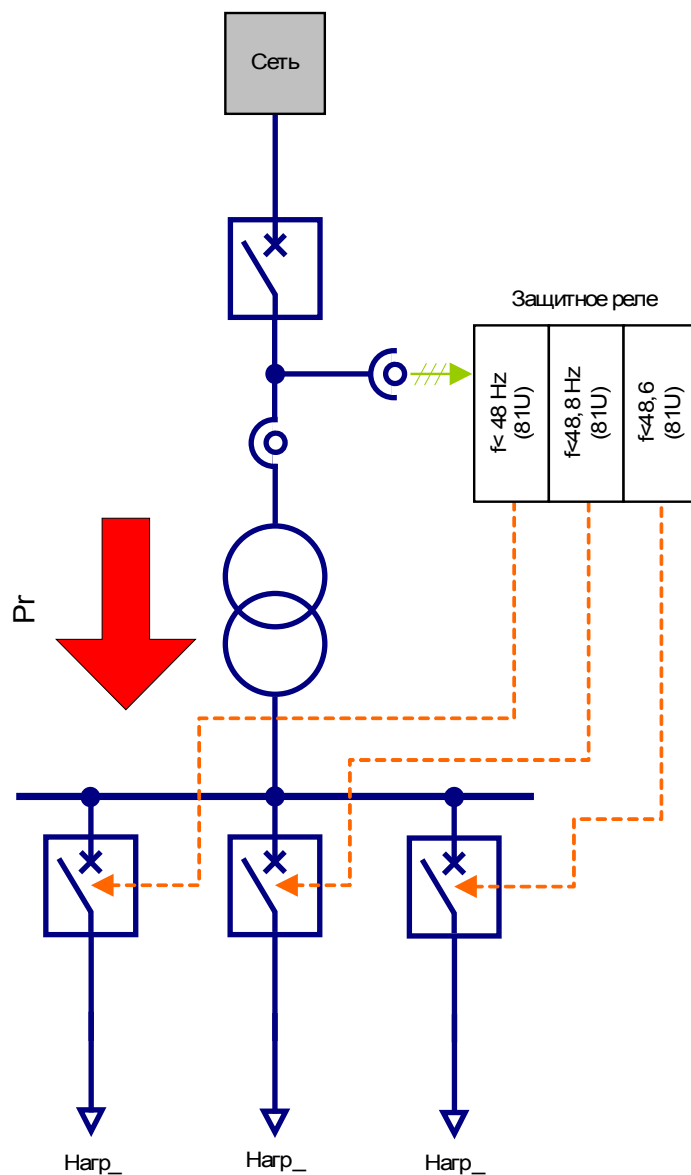 Сеть
Защитное реле
f< 48 Hz
(81U)
f<48,8 Hz
(81U)
f<48,6
(81U)
Pr
Нагр_
Нагр_
Нагр_